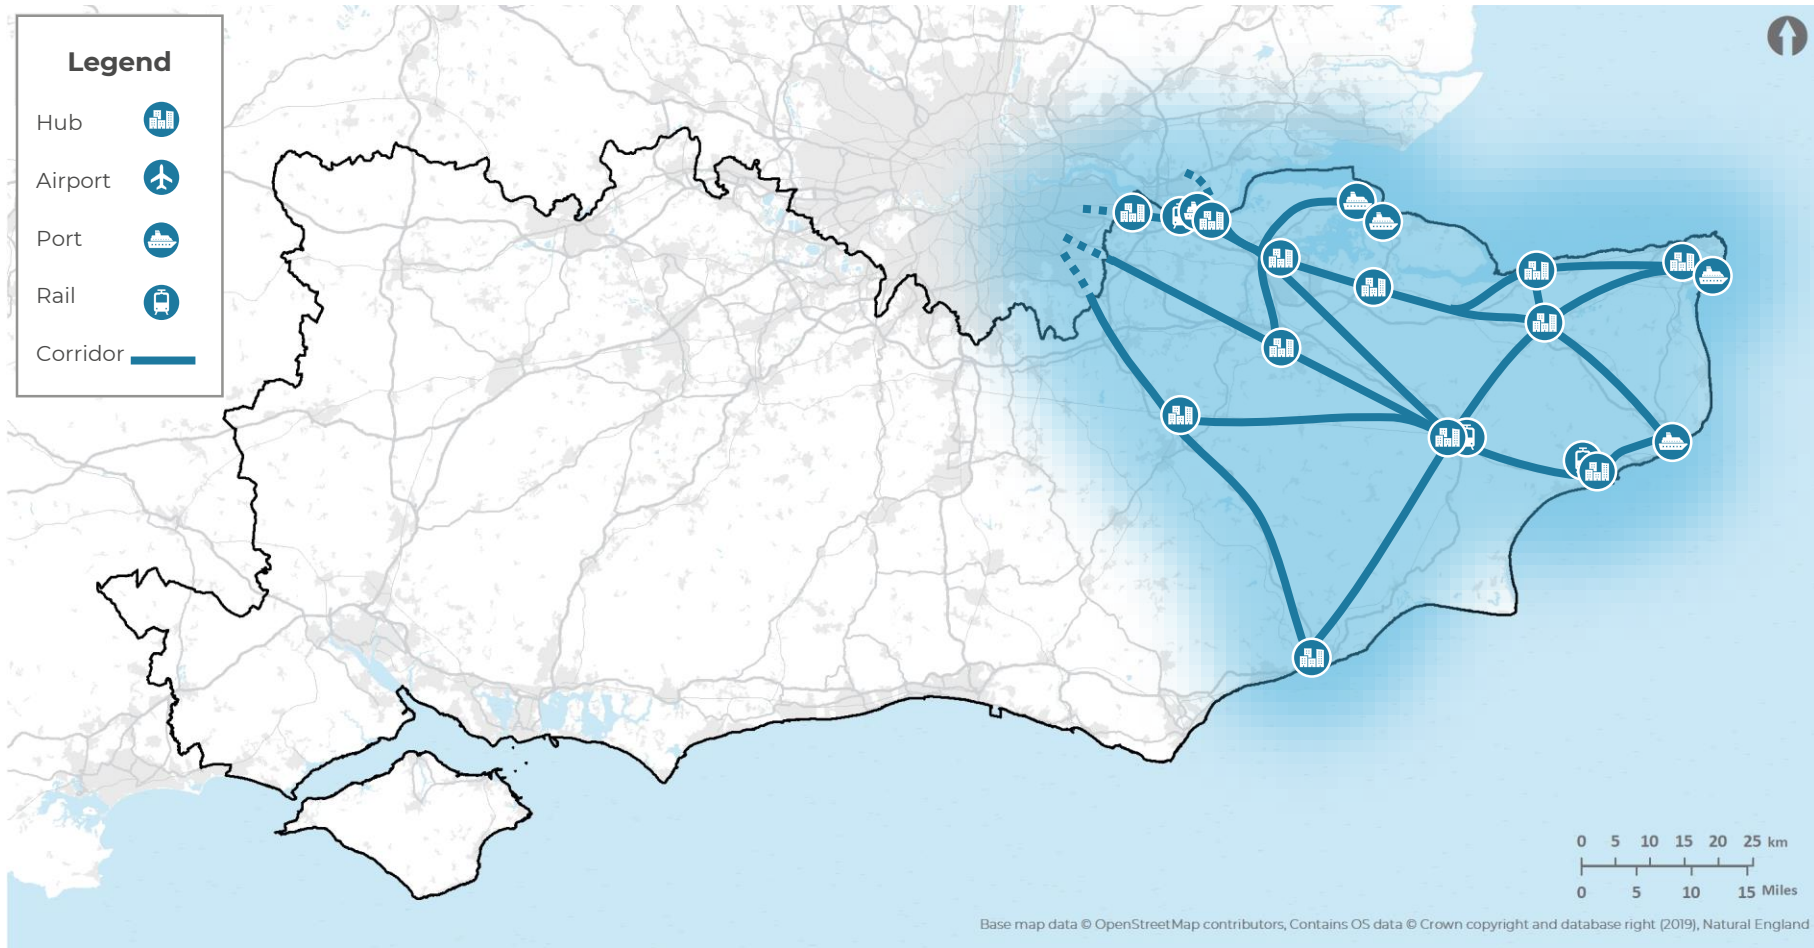 Legend
Hub
Airport
Port
Rail
Corridor
0 5 10 15 20 25 km
0 5 10 15 Miles
Base map data © OpenStreetMap contributors, Contains OS data © Crown copyright and database right (2019), Natural England